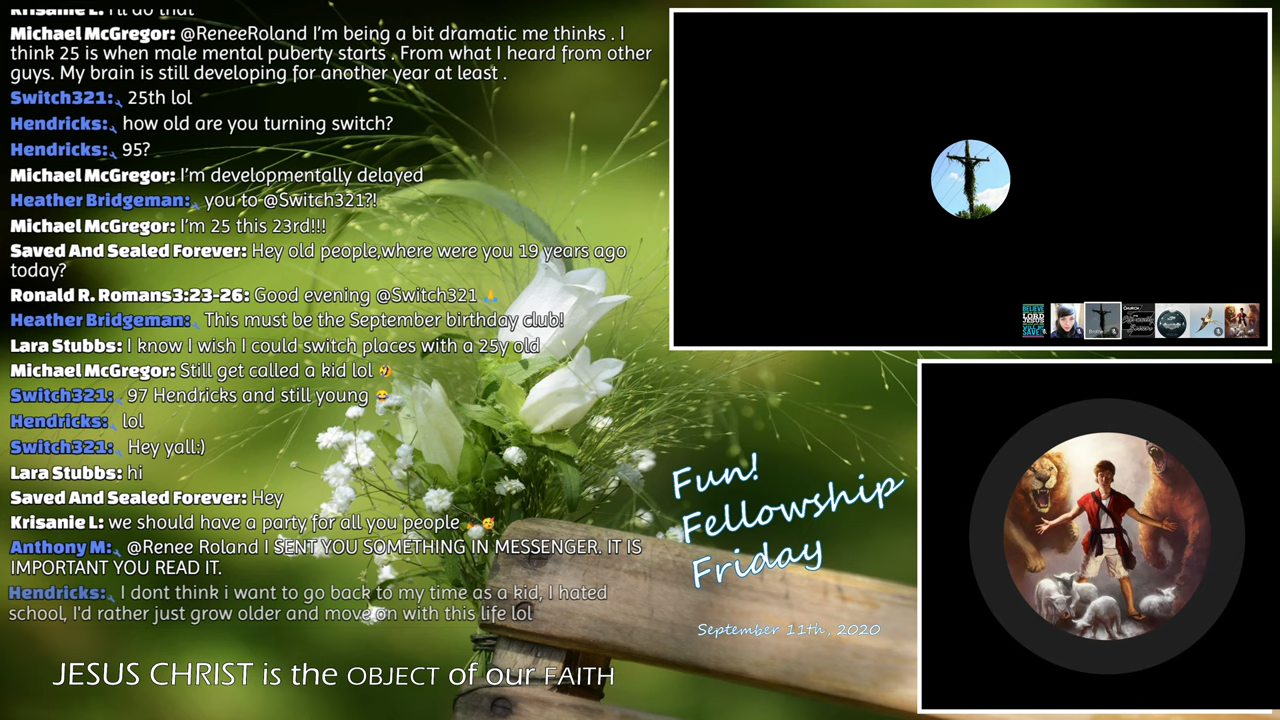 Krisanie L: I'll do that
Michael McGregor: @ReneeRoland I'm being a bit dramatic me thinks . I
think 25 is when male mental puberty starts . From what I heard from other
guys. My brain is still developing for another year at least .
Switch321: 25th lol
Hendricks: how old are you turning switch?
Hendricks: 95?
Michael McGregor: I'm developmentally delayed
Heather Bridgeman: you to @Switch321?!
Michael McGregor: I'm 25 this 23rd!!!
Saved And Sealed Forever: Hey old people,where were you 19 years ago
today?
Ronald R. Romans3:23-26: Good evening @Switch321 🙏
Heather Bridgeman: This must be the September birthday club!
Lara Stubbs: I know I wish I could switch places with a 25y old
Michael McGregor: Still get called a kid lol 🤣
Switch321: 97 Hendricks and still young 😂
Hendricks: lol
Switch321: Hey yall:)
Lara Stubbs: hi
Saved And Sealed Forever: Hey
Krisanie L: we should have a party for all you people 🎉🥳
Anthony M: @Renee Roland I SENT YOU SOMETHING IN MESSENGER. IT IS
IMPORTANT YOU READ IT.
Hendricks: I dont think i want to go back to my time as a kid, I hated
school, I'd rather just grow older and move on with this life lol
BELIEVE
LORD
JESUS
SAVE
CHURCH
Fun!
Fellowship
Friday
September 11th, 2020
JESUS CHRIST is the OBJECT of our FAITH